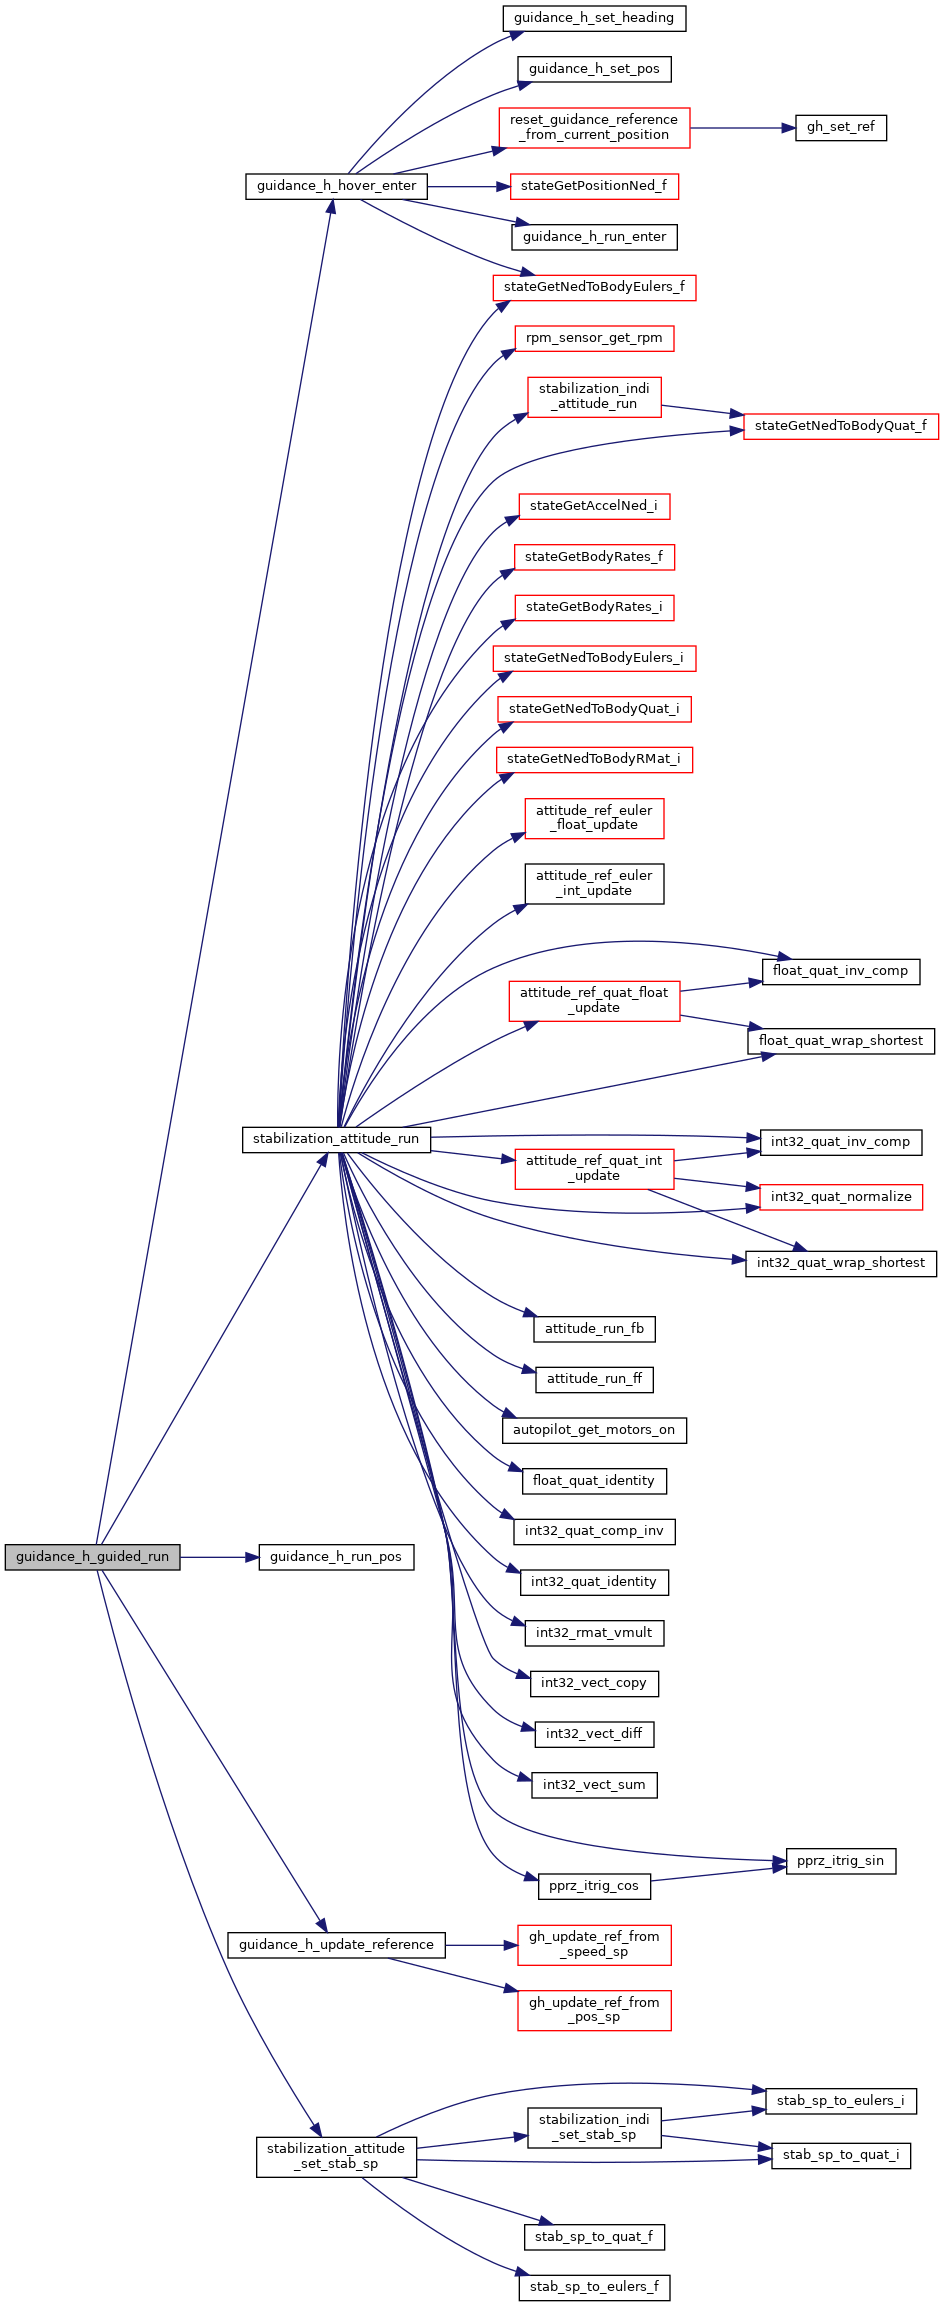 guidance_h_set_heading
guidance_h_set_pos
reset_guidance_reference
_from_current_position
gh_set_ref
guidance_h_hover_enter
stateGetPositionNed_f
guidance_h_run_enter
stateGetNedToBodyEulers_f
rpm_sensor_get_rpm
stabilization_indi
_attitude_run
stateGetNedToBodyQuat_f
stateGetAccelNed_i
stateGetBodyRates_f
stateGetBodyRates_i
stateGetNedToBodyEulers_i
stateGetNedToBodyQuat_i
stateGetNedToBodyRMat_i
attitude_ref_euler
_float_update
attitude_ref_euler
_int_update
float_quat_inv_comp
attitude_ref_quat_float
_update
float_quat_wrap_shortest
stabilization_attitude_run
int32_quat_inv_comp
attitude_ref_quat_int
_update
int32_quat_normalize
int32_quat_wrap_shortest
attitude_run_fb
attitude_run_ff
autopilot_get_motors_on
float_quat_identity
int32_quat_comp_inv
guidance_h_guided_run
guidance_h_run_pos
int32_quat_identity
int32_rmat_vmult
int32_vect_copy
int32_vect_diff
int32_vect_sum
pprz_itrig_sin
pprz_itrig_cos
guidance_h_update_reference
gh_update_ref_from
_speed_sp
gh_update_ref_from
_pos_sp
stab_sp_to_eulers_i
stabilization_indi
_set_stab_sp
stabilization_attitude
_set_stab_sp
stab_sp_to_quat_i
stab_sp_to_quat_f
stab_sp_to_eulers_f